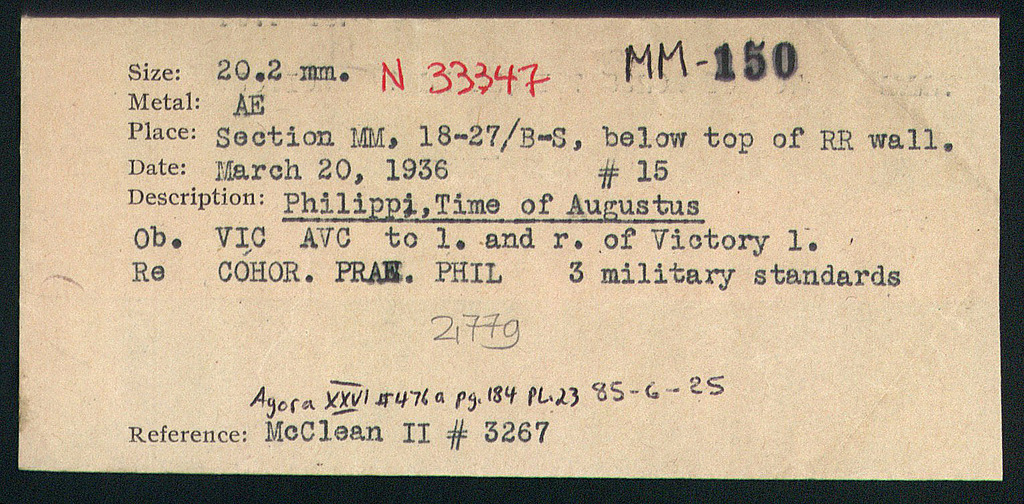 MM-150
Size: 20.2 mm. N 33347
Metal: AE
Place: Section MM, 18-27/B-S, below top of RR wall.
Date: March 20, 1936 # 15
Description: Philippi,Time of Augustus
Ob. VIC AVC to l. and r. of Victory l.
Re COHOR. PRAE. PHIL 3 military standards
2,77g
Agora XXVI #476a pg.184 PL.23 85-6-25
Reference: McClean II # 3267